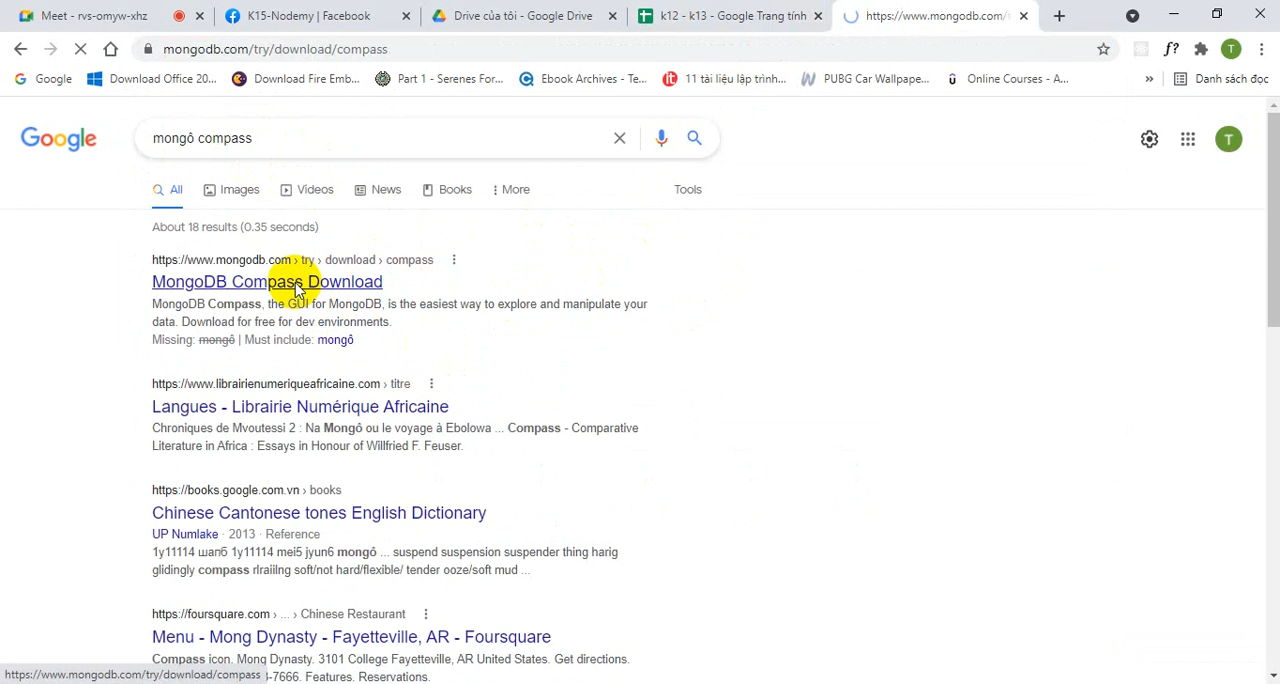 Meet - rvs-omyw-xhz
K15-Nodemy | Facebook
Drive của tôi - Google Drive
k12 - k13 - Google Trang tính
https://www.mongodb.com/
mongodb.com/try/download/compass
f?
T
Google
Download Office 20...
Download Fire Emb...
Part 1 - Serenes For...
Ebook Archives - Te...
11 tài liệu lập trình...
PUBG Car Wallpape...
Online Courses - A...
»
Danh sách đọc
Google
mongô compass
T
All
Images
Videos
News
Books
More
Tools
About 18 results (0.35 seconds)
https://www.mongodb.com › try › download › compass
MongoDB Compass Download
MongoDB Compass, the GUI for MongoDB, is the easiest way to explore and manipulate your
data. Download for free for dev environments.
Missing: mongô | Must include: mongô
https://www.librairienumeriqueafricaine.com › titre
Langues - Librairie Numérique Africaine
Chroniques de Mvoutessi 2 : Na Mongô ou le voyage à Ebolowa ... Compass - Comparative
Literature in Africa : Essays in Honour of Willfried F. Feuser.
https://books.google.com.vn › books
Chinese Cantonese tones English Dictionary
UP Numlake · 2013 · Reference
1y11114 шапб 1y11114 mei5 jyun6 mongô ... suspend suspension suspender thing harig
glidingly compass rlraiIng soft/not hard/flexible/ tender ooze/soft mud ...
https://foursquare.com › ... › Chinese Restaurant
Menu - Mong Dynasty - Fayetteville, AR - Foursquare
Compass icon. Mong Dynasty. 3101 College Fayetteville, AR United States. Get directions.
-7666. Features. Reservations.
https://www.mongodb.com/try/download/compass